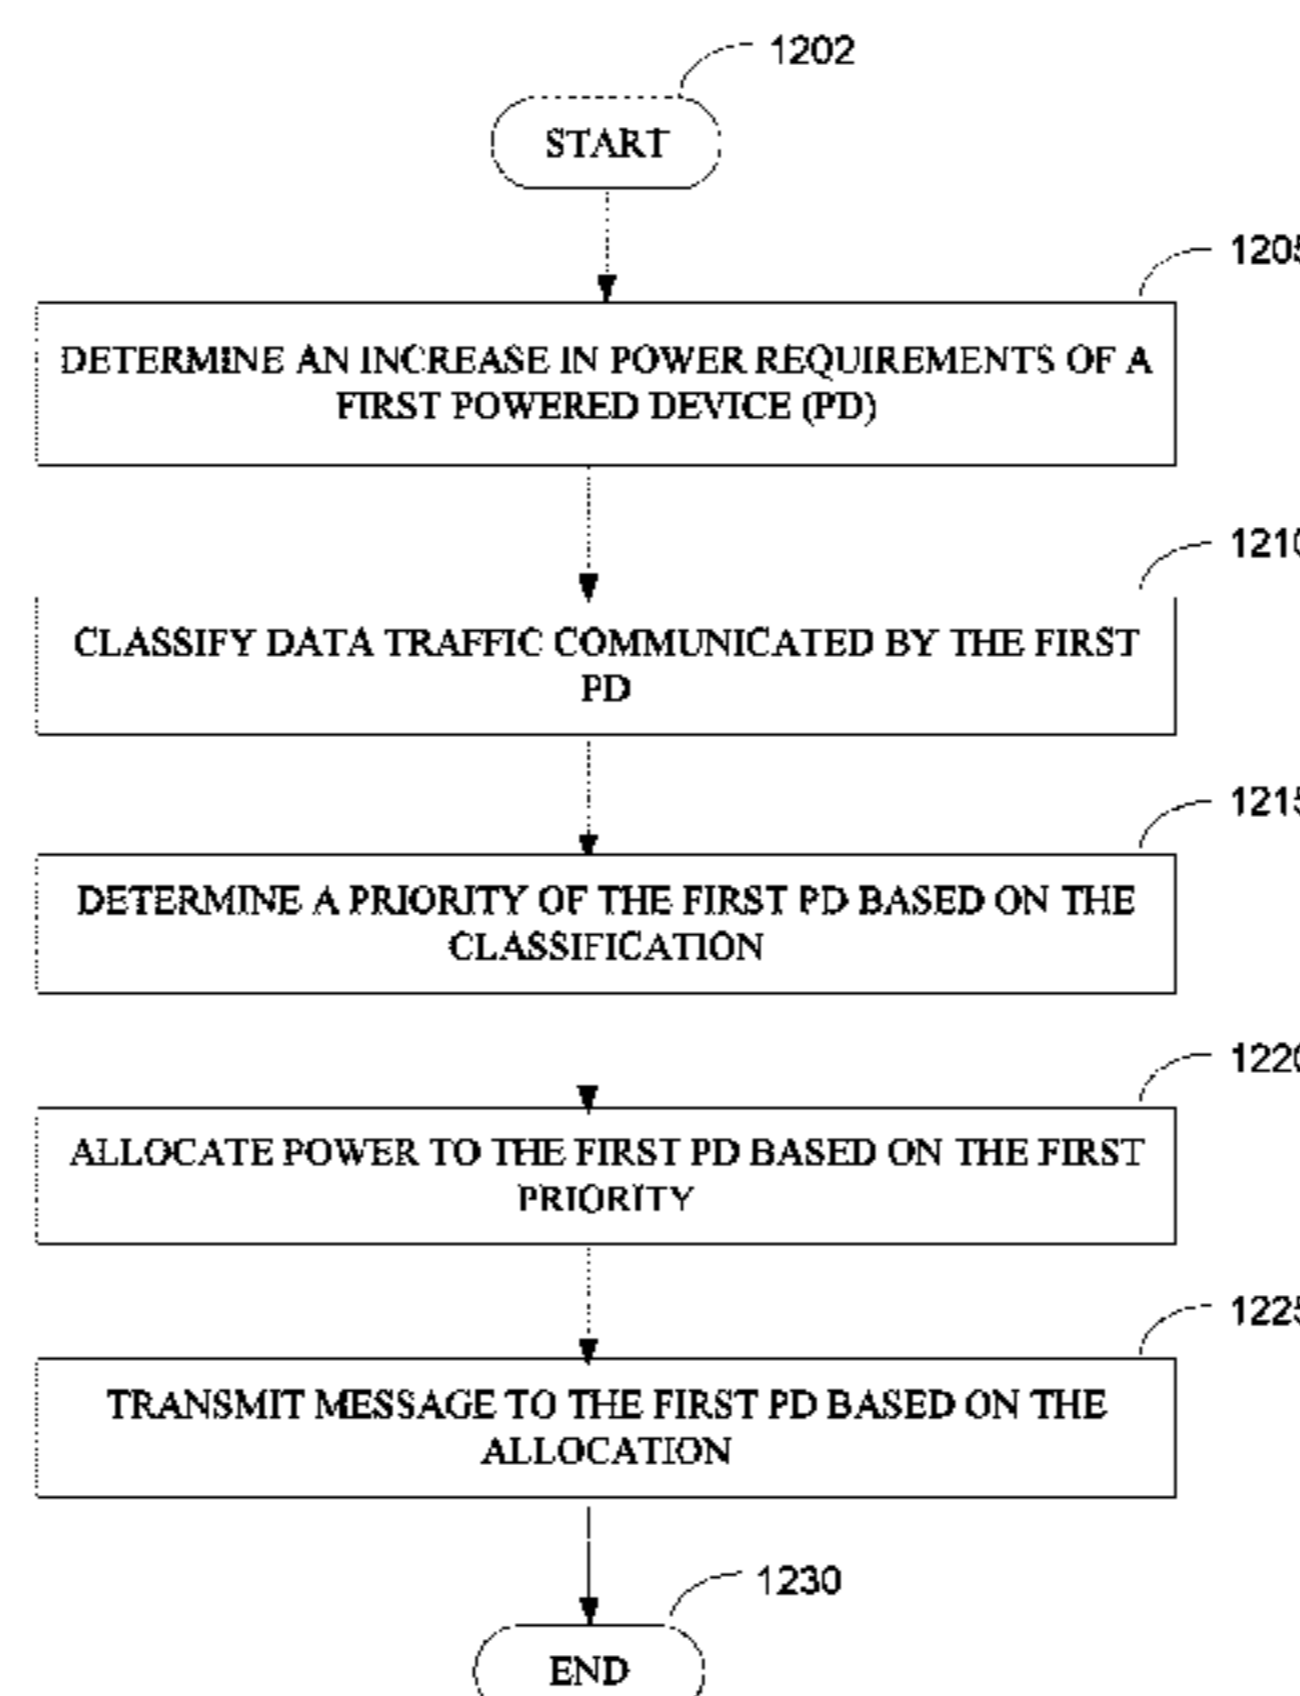 1202
START
1205
DETERMINE AN INCREASE IN POWER REQUIREMENTS OF A
FIRST POWERED DEVICE (PD)
1210
CLASSIFY DATA TRAFFIC COMMUNICATED BY THE FIRST
PD
1215
DETERMINE A PRIORITY OF THE FIRST PD BASED ON THE
CLASSIFICATION
1220
ALLOCATE POWER TO THE FIRST PD BASED ON THE FIRST
PRIORITY
1225
TRANSMIT MESSAGE TO THE FIRST PD BASED ON THE
ALLOCATION
1230
END